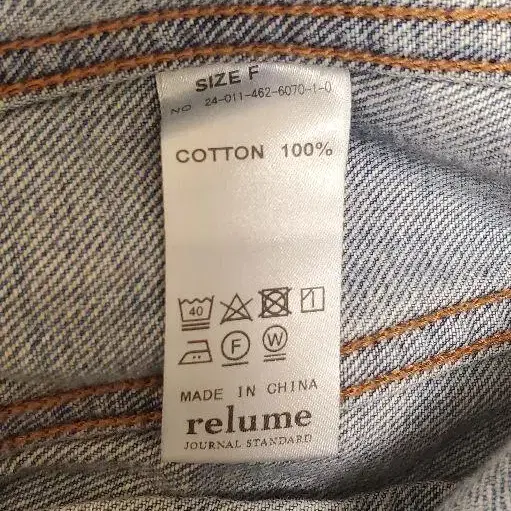 SIZE F
NO 24-011-462-6070-1-0
COTTON 100%
40
F W
MADE IN CHINA
relume
JOURNAL STANDARD